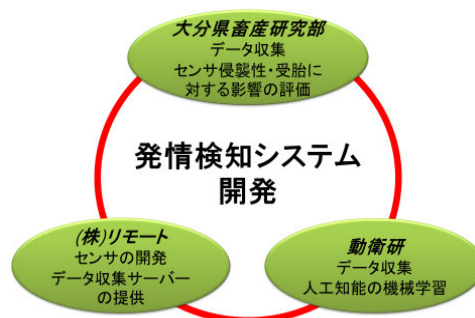 大分県畜産研究部
データ収集
センサ侵襲性・受胎に
対する影響の評価
発情検知システム
開発
(株)リモート
センサの開発
データ収集サーバー
の提供
動衛研
データ収集
人工知能の機械学習